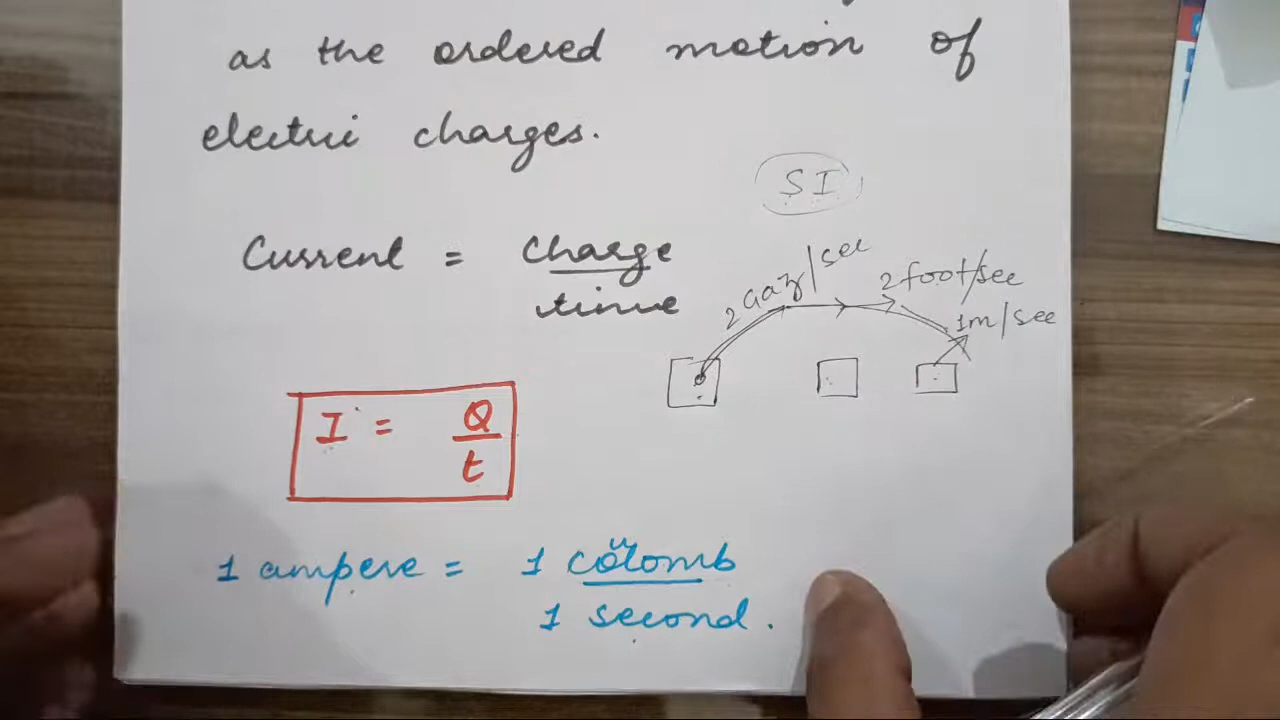 as the ordered motion of
electric charges.
SI
Current = Charge
time
2 gaz/sec
2 foot/sec
1m/sec
I = Q
t
1 ampere = 1 coulomb
1 second.